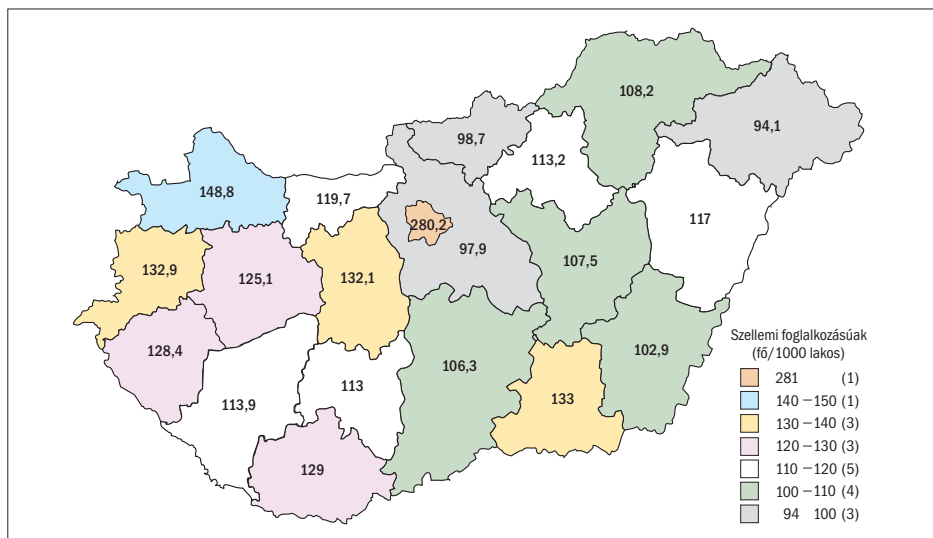 108,2
94,1
98,7
113,2
148,8
119,7
117
280,2
97,9
132,9
125,1
132,1
107,5
128,4
106,3
102,9
113
133
113,9
129
Szellemi foglalkozásúak
(fő/1000 lakos)
281 (1)
140 –150 (1)
130 –140 (3)
120 –130 (3)
110 –120 (5)
100 –110 (4)
94 100 (3)